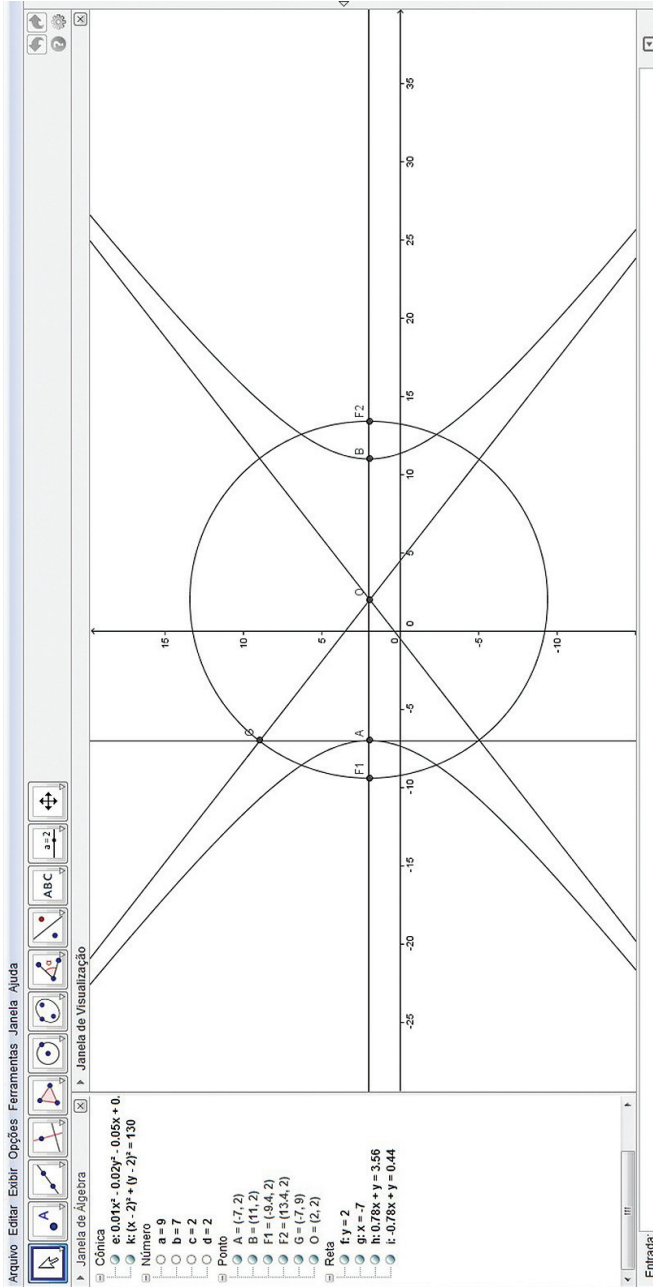 Arquivo Editar Exibir Opções Ferramentas Janela Ajuda
A
α
ABC
a = 2
Janela de Álgebra
Cônica
e: 0.01x² - 0.02y² - 0.05x + 0.
k: (x - 2)² + (y - 2)² = 130
Número
a = 9
b = 7
c = 2
d = 2
Ponto
A = (-7, 2)
B = (11, 2)
F1 = (-9.4, 2)
F2 = (13.4, 2)
G = (-7, 9)
O = (2, 2)
Reta
f: y = 2
g: x = -7
h: 0.78x + y = 3.56
i: -0.78x + y = 0.44
Janela de Visualização
15
10
5
0
-5
-10
-25
-20
-15
-10
-5
0
5
10
15
20
25
30
35
G
F1
A
O
B
F2
Entrada: